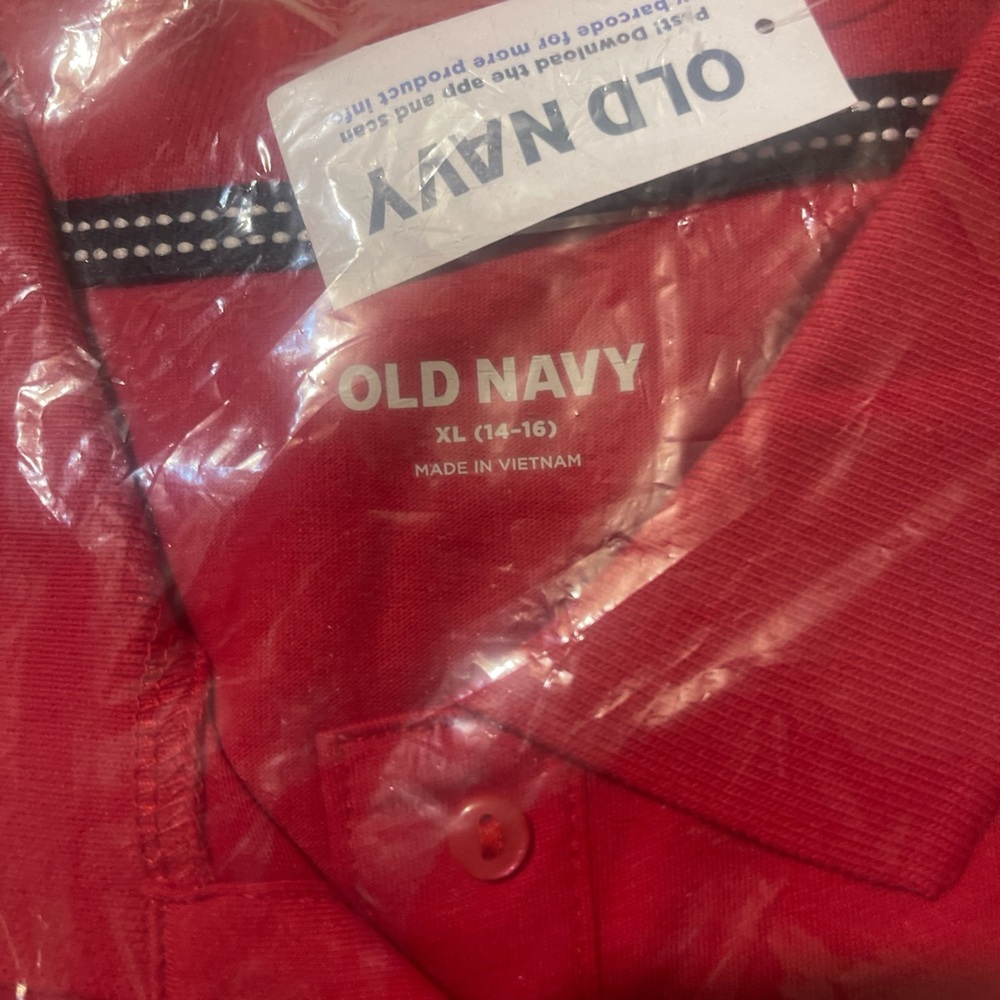 OLD NAVY
Psst! Download the app and scan
barcode for more product info
OLD NAVY
XL (14-16)
MADE IN VIETNAM